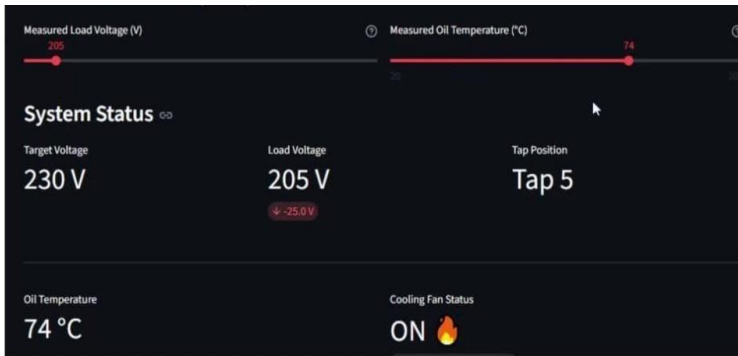 Measured Load Voltage (V)
Measured Oil Temperature (°C)
205
74
20
System Status
Target Voltage
Load Voltage
Tap Position
230 V
205 V
Tap 5
↓ -25.0 V
Oil Temperature
Cooling Fan Status
74 °C
ON 🔥